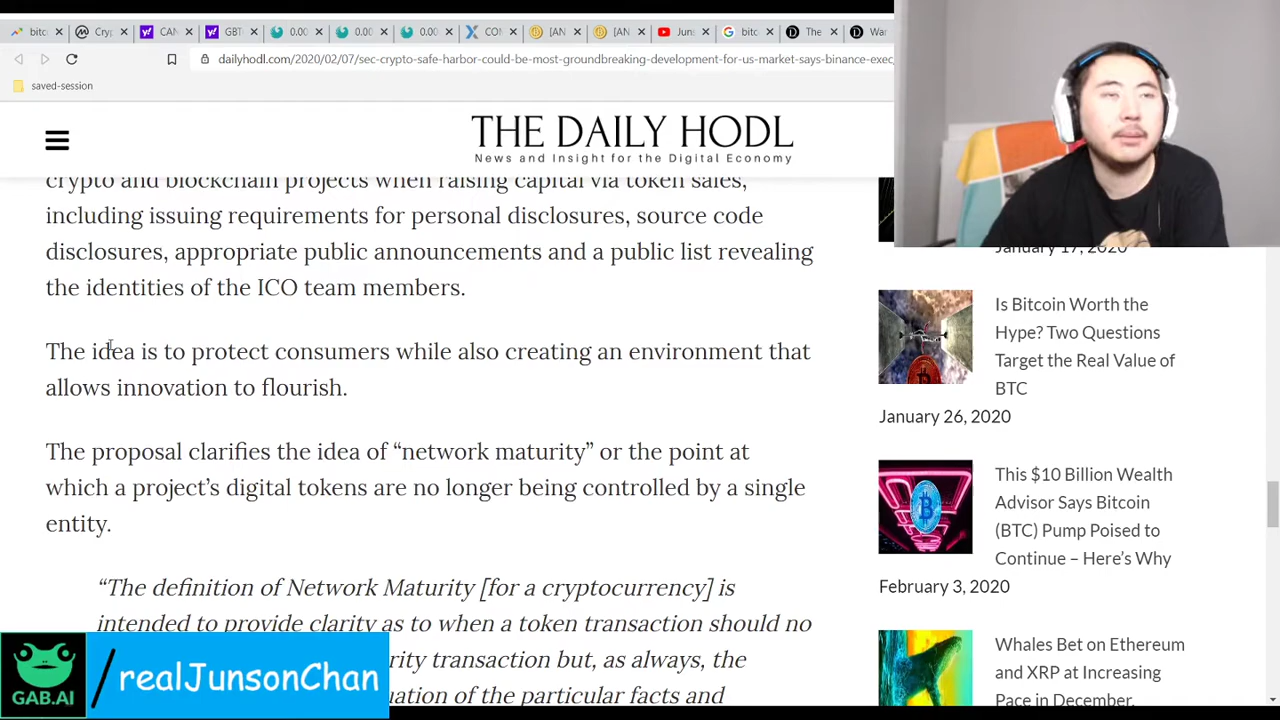 bitc
Cryp
CAN
GBT
0.00
0.00
0.00
CON
[JAN
[JAN
Juns
bitc
The
War
dailyhodl.com/2020/02/07/sec-crypto-safe-harbor-could-be-most-groundbreaking-development-for-us-market-says-binance-exec
saved-session
THE DAILY HODL
News and Insight for the Digital Economy
crypto and blockchain projects when raising capital via token sales,
including issuing requirements for personal disclosures, source code
disclosures, appropriate public announcements and a public list revealing
the identities of the ICO team members.
The idea is to protect consumers while also creating an environment that
allows innovation to flourish.
The proposal clarifies the idea of “network maturity” or the point at
which a project’s digital tokens are no longer being controlled by a single
entity.
“The definition of Network Maturity [for a cryptocurrency] is
intended to provide clarity as to when a token transaction should no
rity transaction but, as always, the
uation of the particular facts and
January 17, 2020
Is Bitcoin Worth the
Hype? Two Questions
Target the Real Value of
BTC
January 26, 2020
This $10 Billion Wealth
Advisor Says Bitcoin
(BTC) Pump Poised to
Continue – Here’s Why
February 3, 2020
Whales Bet on Ethereum
and XRP at Increasing
Pace in December,
GAB.AI
/realJunsonChan